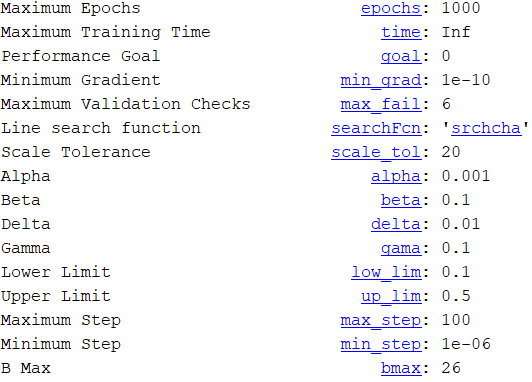 Maximum Epochs epochs: 1000
Maximum Training Time time: Inf
Performance Goal goal: 0
Minimum Gradient min_grad: 1e-10
Maximum Validation Checks max_fail: 6
Line search function searchFcn: 'srchcha'
Scale Tolerance scale_tol: 20
Alpha alpha: 0.001
Beta beta: 0.1
Delta delta: 0.01
Gamma gama: 0.1
Lower Limit low_lim: 0.1
Upper Limit up_lim: 0.5
Maximum Step max_step: 100
Minimum Step min_step: 1e-06
B Max bmax: 26